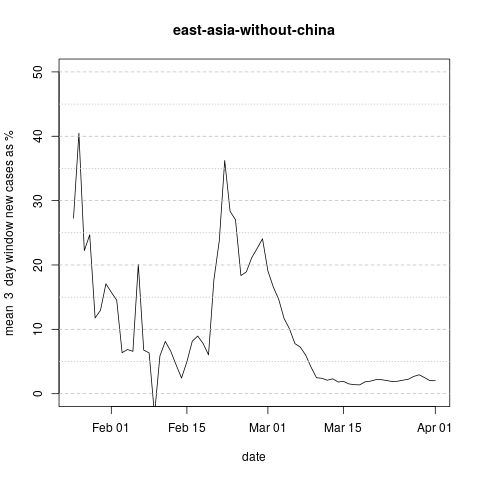 east-asia-without-china
mean  3  day window new cases as %
50
40
30
20
10
0
Feb 01
Feb 15
Mar 01
Mar 15
Apr 01
date